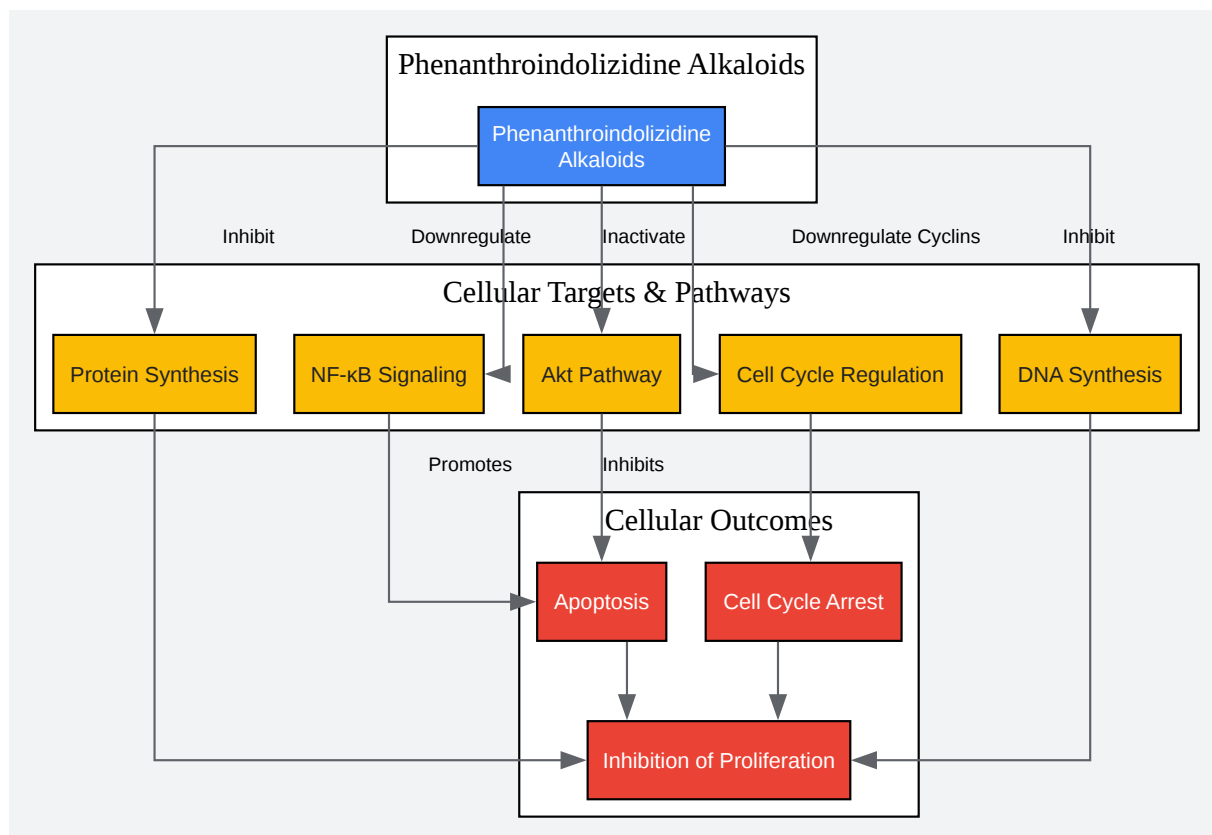 Phenanthroindolizidine Alkaloids
Phenanthroindolizidine
Alkaloids
Inhibit
Downregulate
Inactivate
Downregulate Cyclins
Inhibit
Cellular Targets & Pathways
Protein Synthesis
NF-κB Signaling
Akt Pathway
Cell Cycle Regulation
DNA Synthesis
Promotes
Inhibits
Cellular Outcomes
Apoptosis
Cell Cycle Arrest
Inhibition of Proliferation